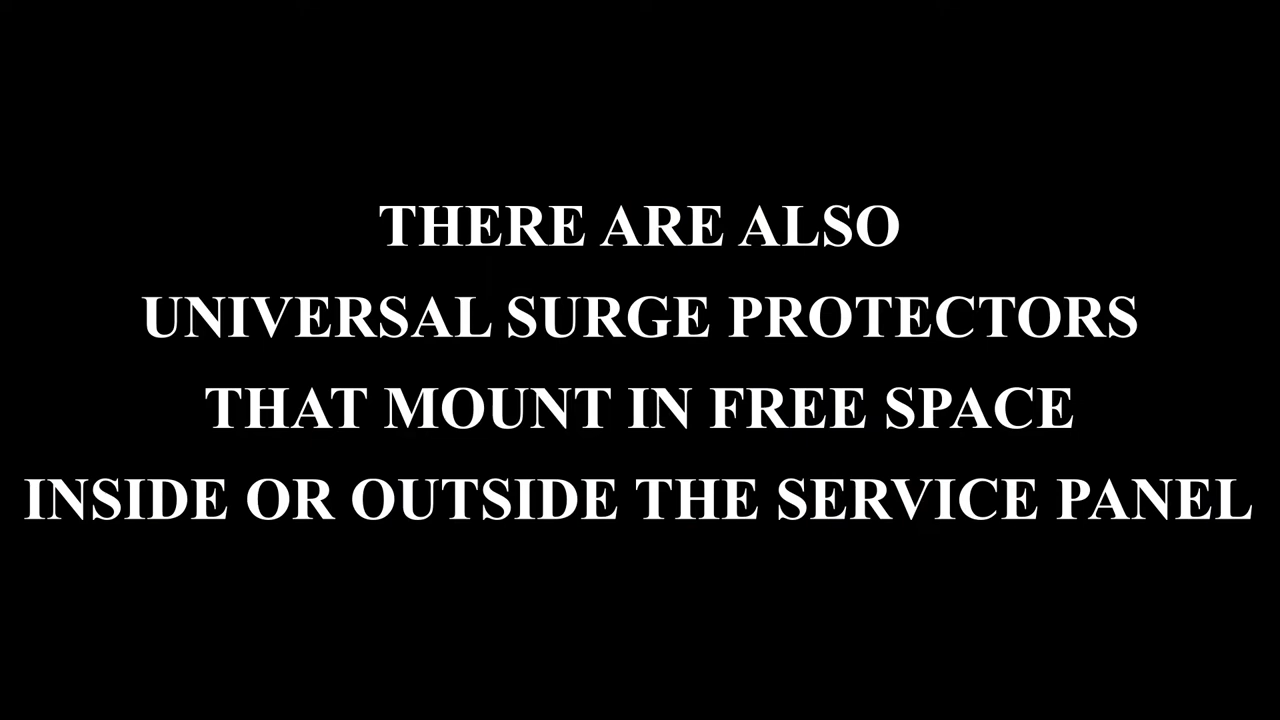 THERE ARE ALSO
UNIVERSAL SURGE PROTECTORS
THAT MOUNT IN FREE SPACE
INSIDE OR OUTSIDE THE SERVICE PANEL